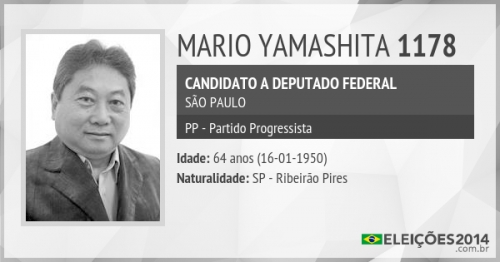 MARIO YAMASHITA 1178
CANDIDATO A DEPUTADO FEDERAL
SÃO PAULO
PP - Partido Progressista
Idade: 64 anos (16-01-1950)
Naturalidade: SP - Ribeirão Pires
ELEIÇÕES2014
.com.br